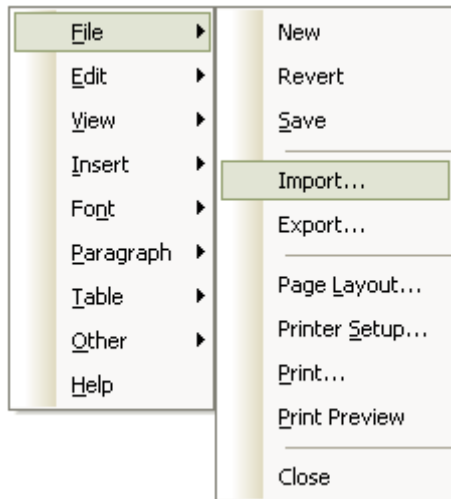 File
Edit
View
Insert
Font
Paragraph
Table
Other
Help
New
Revert
Save
Import...
Export...
Page Layout...
Printer Setup...
Print...
Print Preview
Close